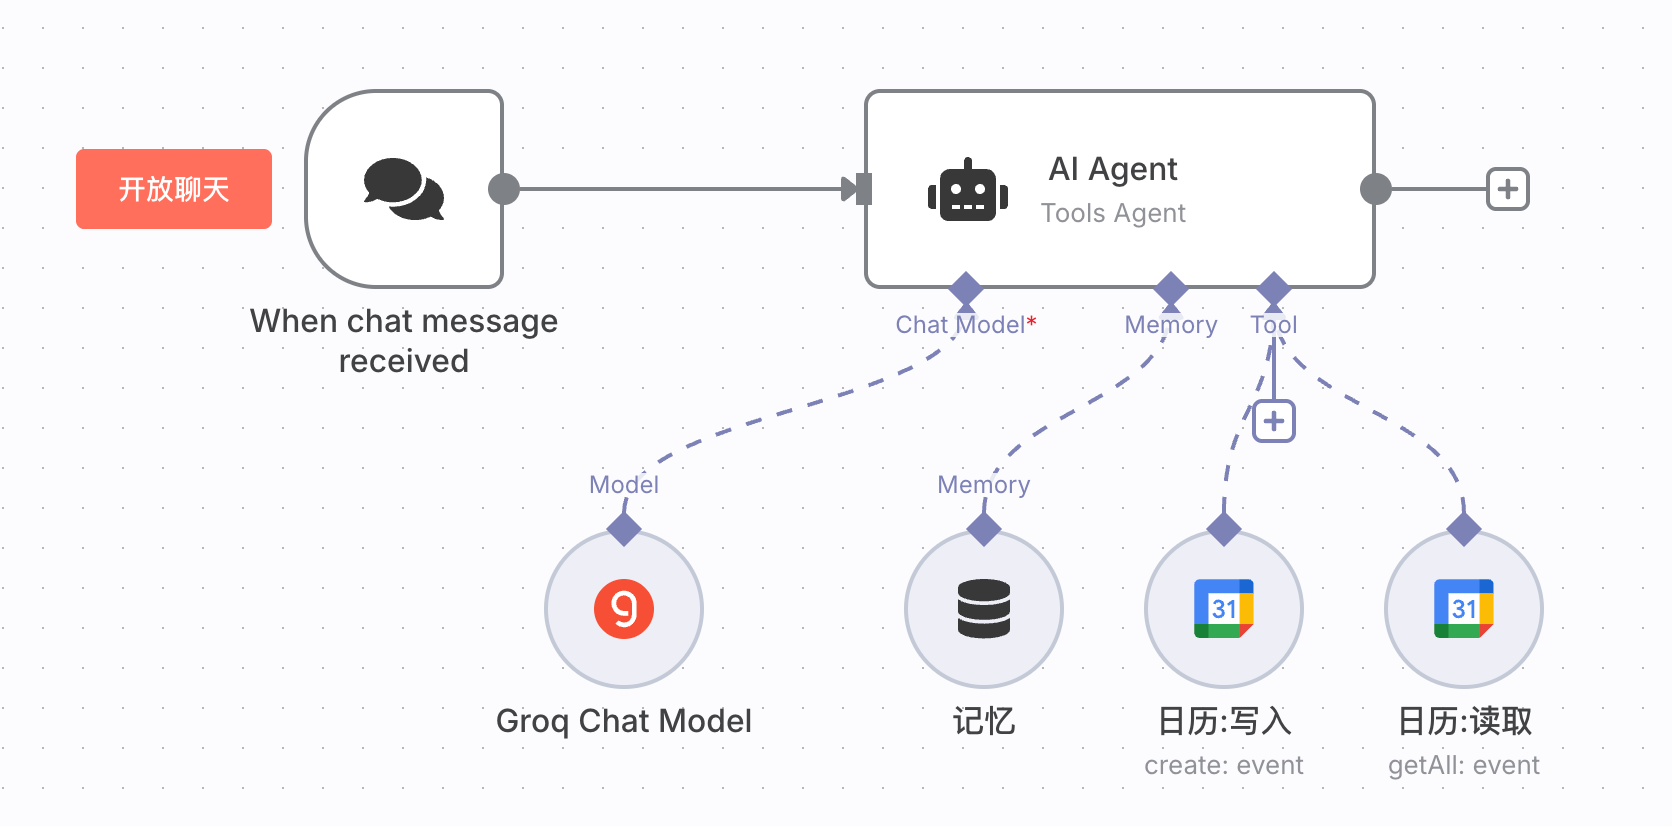 开放聊天
When chat message
received
AI Agent
Tools Agent
Chat Model*
Memory
Tool
Model
Memory
31
31
Groq Chat Model
记忆
日历:写入
create: event
日历:读取
getAll: event